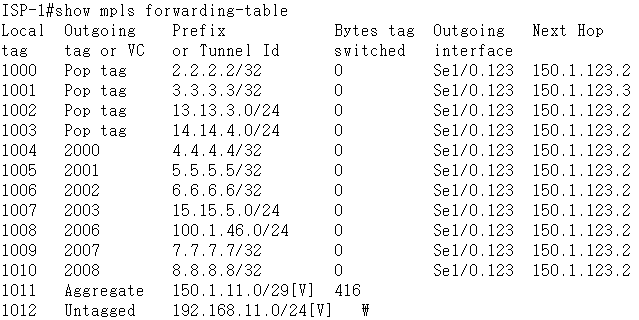 ISP-1#show mpls forwarding-table
Local Outgoing Prefix Bytes tag Outgoing Next Hop
tag tag or VC or Tunnel Id switched interface
1000 Pop tag 2.2.2.2/32 0 Se1/0.123 150.1.123.2
1001 Pop tag 3.3.3.3/32 0 Se1/0.123 150.1.123.3
1002 Pop tag 13.13.3.0/24 0 Se1/0.123 150.1.123.2
1003 Pop tag 14.14.4.0/24 0 Se1/0.123 150.1.123.2
1004 2000 4.4.4.4/32 0 Se1/0.123 150.1.123.2
1005 2001 5.5.5.5/32 0 Se1/0.123 150.1.123.2
1006 2002 6.6.6.6/32 0 Se1/0.123 150.1.123.2
1007 2003 15.15.5.0/24 0 Se1/0.123 150.1.123.2
1008 2006 100.1.46.0/24 0 Se1/0.123 150.1.123.2
1009 2007 7.7.7.7/32 0 Se1/0.123 150.1.123.2
1010 2008 8.8.8.8/32 0 Se1/0.123 150.1.123.2
1011 Aggregate 150.1.11.0/29[V] 416
1012 Untagged 192.168.11.0/24[V] ₩